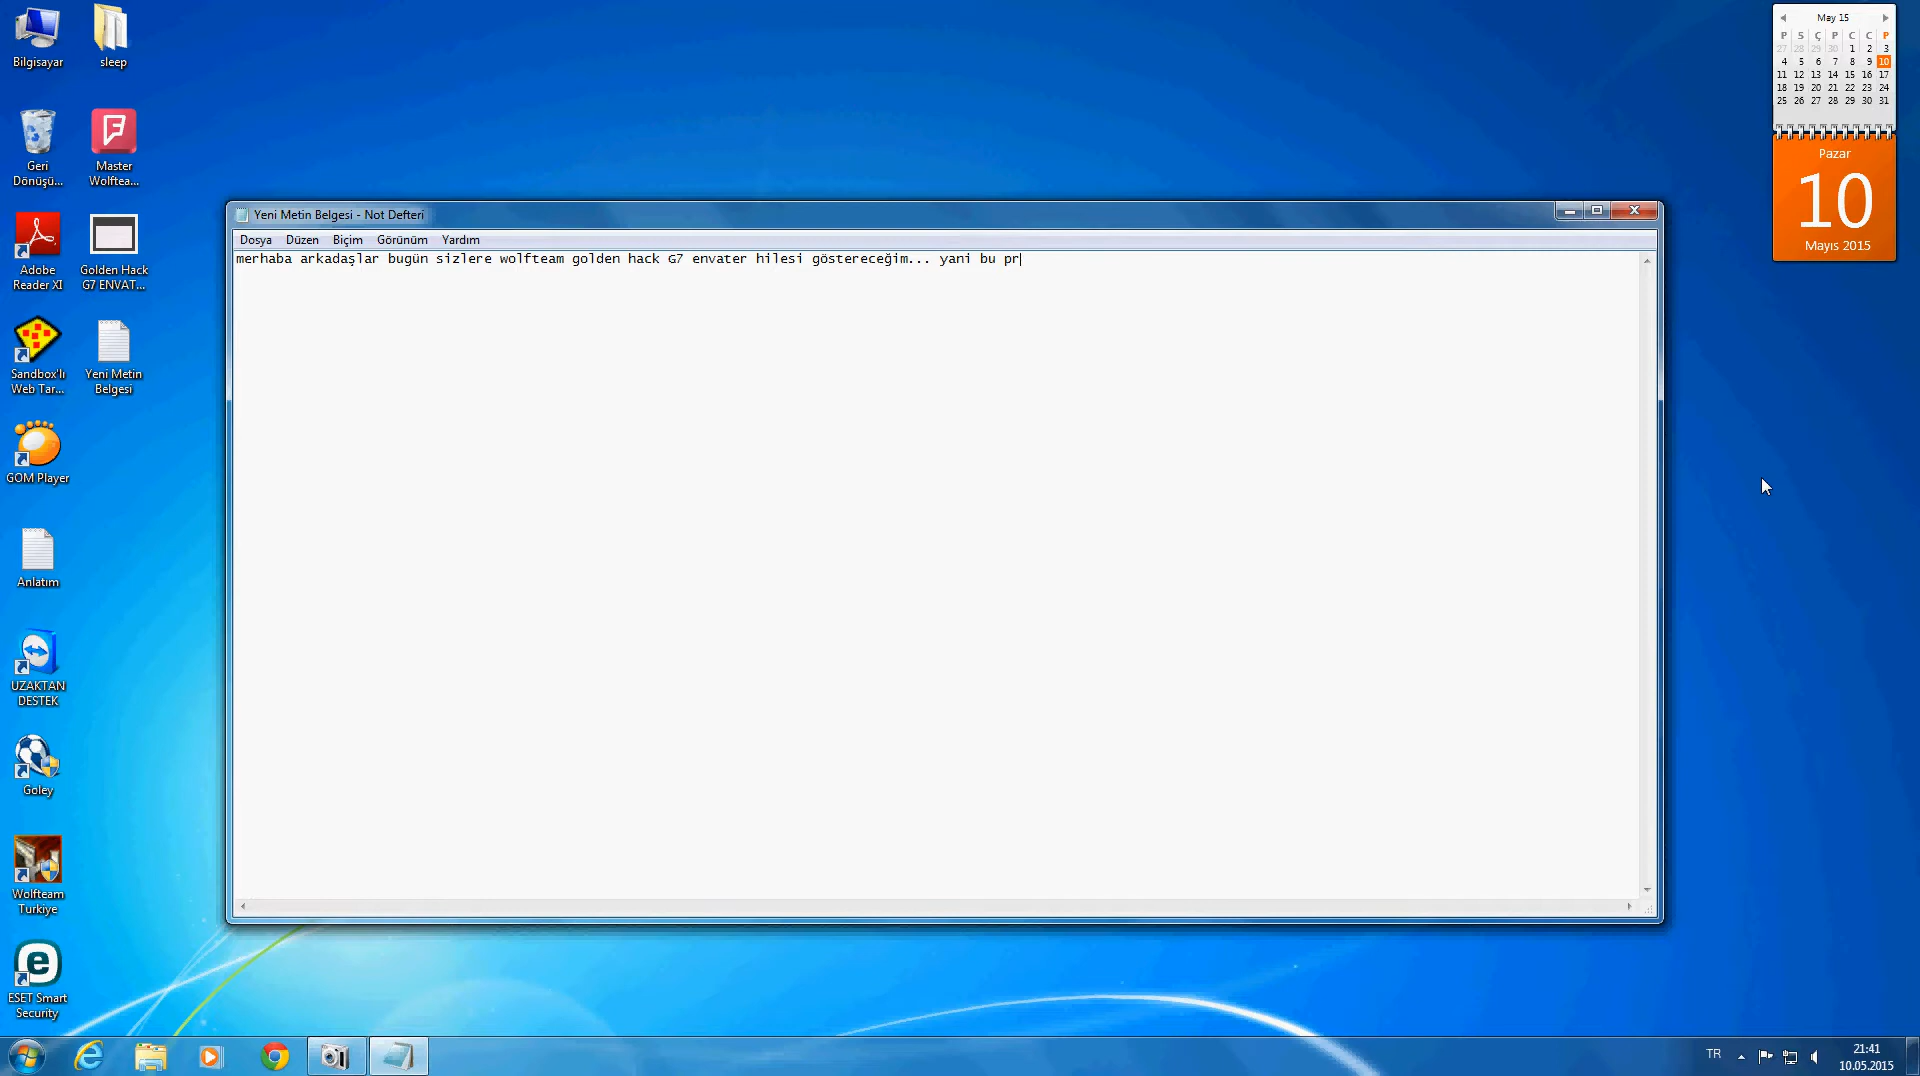 Bilgisayar
sleep
Geri
Dönüşü...
Master
Wolftea...
Adobe
Reader XI
Golden Hack
G7 ENVAT...
Sandbox'lı
Web Tar...
Yeni Metin
Belgesi
GOM Player
Anlatım
UZAKTAN
DESTEK
Goley
Wolfteam
Turkiye
ESET Smart
Security
Yeni Metin Belgesi - Not Defteri
Dosya Düzen Biçim Görünüm Yardım
merhaba arkadaşlar bugün sizlere wolfteam golden hack G7 envater hilesi göstereceğim... yani bu pr
May 15
P S Ç P C C P
27 28 29 30 1 2 3
4 5 6 7 8 9 10
11 12 13 14 15 16 17
18 19 20 21 22 23 24
25 26 27 28 29 30 31
Pazar
10
Mayıs 2015
TR
21:41
10.05.2015